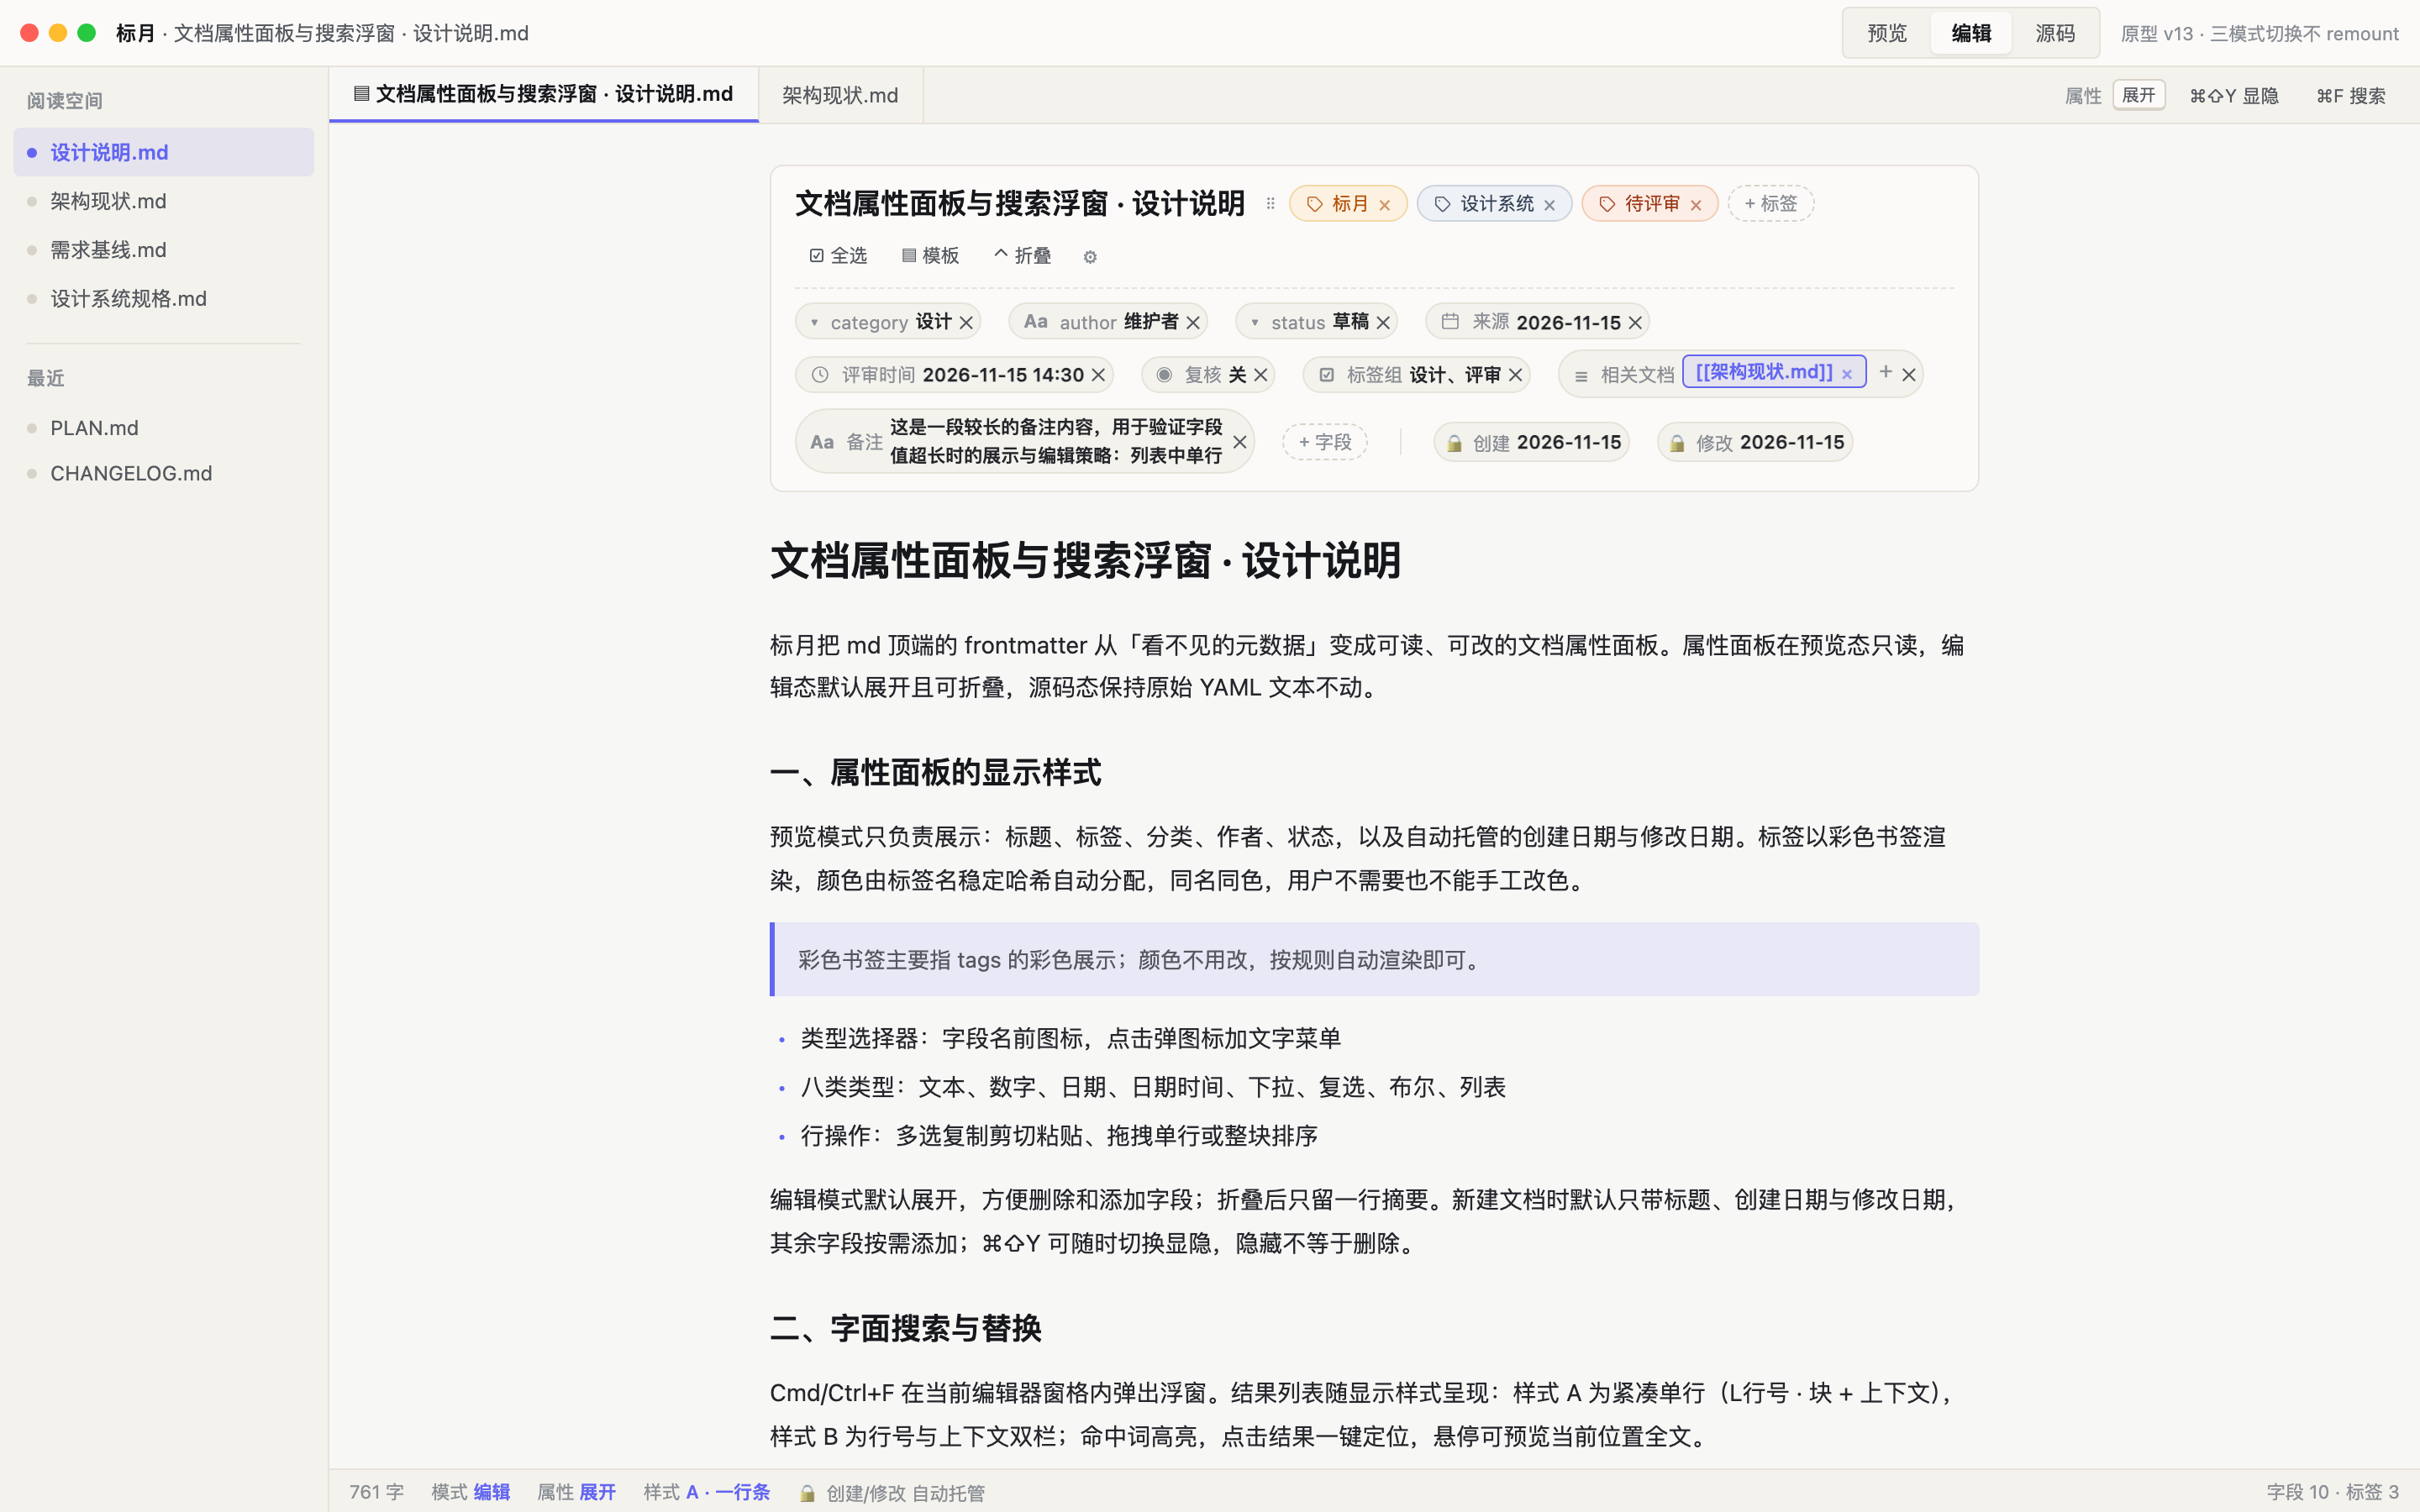 标月 · 文档属性面板与搜索浮窗 · 设计说明.md
预览 编辑 源码 原型 v13 · 三模式切换不 remount
阅读空间
设计说明.md
架构现状.md
需求基线.md
设计系统规格.md
最近
PLAN.md
CHANGELOG.md
文档属性面板与搜索浮窗 · 设计说明.md 架构现状.md 属性 展开 ⌘⇧Y 显隐 ⌘F 搜索
文档属性面板与搜索浮窗 · 设计说明 标月 × 设计系统 × 待评审 × + 标签
全选 模板 折叠
category 设计 × Aa author 维护者 × status 草稿 × 来源 2026-11-15 ×
评审时间 2026-11-15 14:30 × 复核 关 × 标签组 设计、评审 × 相关文档 [[架构现状.md]] × + ×
Aa 备注 这是一段较长的备注内容，用于验证字段
值超长时的展示与编辑策略：列表中单行 × + 字段 创建 2026-11-15 修改 2026-11-15
文档属性面板与搜索浮窗 · 设计说明
标月把 md 顶端的 frontmatter 从「看不见的元数据」变成可读、可改的文档属性面板。属性面板在预览态只读，编
辑态默认展开且可折叠，源码态保持原始 YAML 文本不动。
一、属性面板的显示样式
预览模式只负责展示：标题、标签、分类、作者、状态，以及自动托管的创建日期与修改日期。标签以彩色书签渲
染，颜色由标签名稳定哈希自动分配，同名同色，用户不需要也不能手工改色。
彩色书签主要指 tags 的彩色展示；颜色不用改，按规则自动渲染即可。
• 类型选择器：字段名前图标，点击弹图标加文字菜单
• 八类类型：文本、数字、日期、日期时间、下拉、复选、布尔、列表
• 行操作：多选复制剪切粘贴、拖拽单行或整块排序
编辑模式默认展开，方便删除和添加字段；折叠后只留一行摘要。新建文档时默认只带标题、创建日期与修改日期，
其余字段按需添加；⌘⇧Y 可随时切换显隐，隐藏不等于删除。
二、字面搜索与替换
Cmd/Ctrl+F 在当前编辑器窗格内弹出浮窗。结果列表随显示样式呈现：样式 A 为紧凑单行（L行号 · 块 + 上下文），
样式 B 为行号与上下文双栏；命中词高亮，点击结果一键定位，悬停可预览当前位置全文。
761 字 模式 编辑 属性 展开 样式 A · 一行条 创建/修改 自动托管 字段 10 · 标签 3